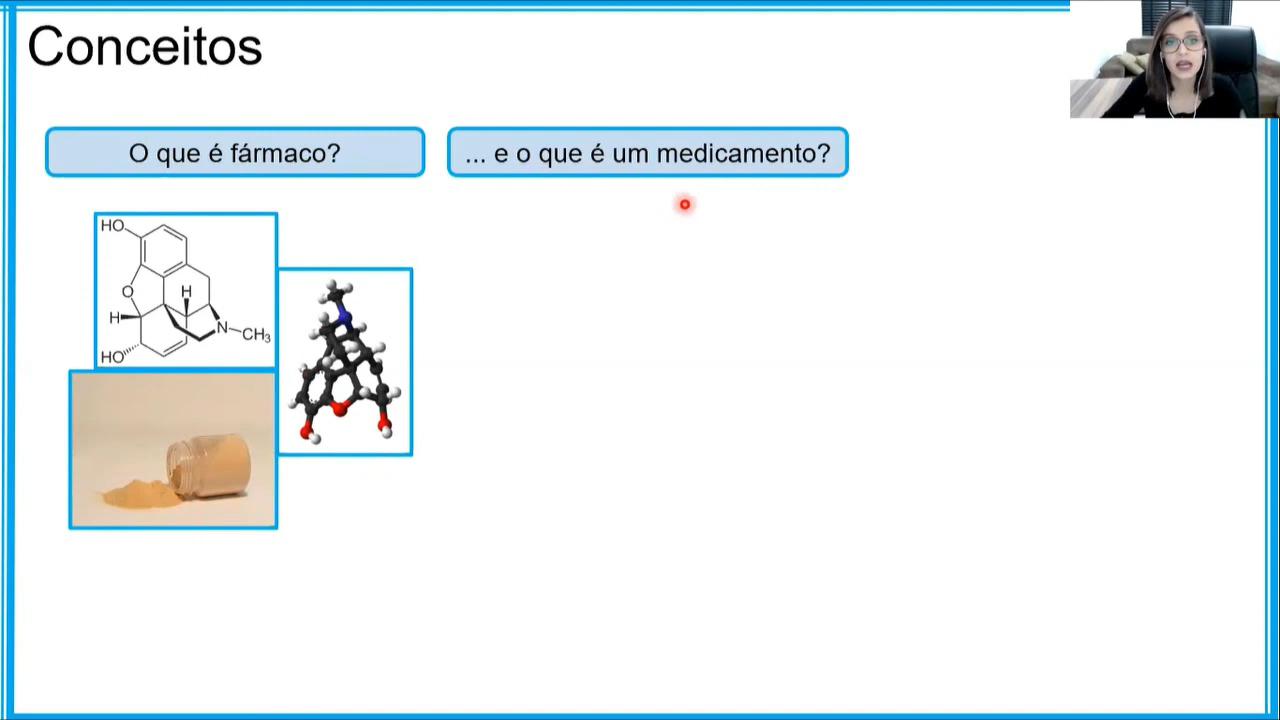 Conceitos
O que é fármaco?
... e o que é um medicamento?
HO
O
H
H
N
CH₃
HO